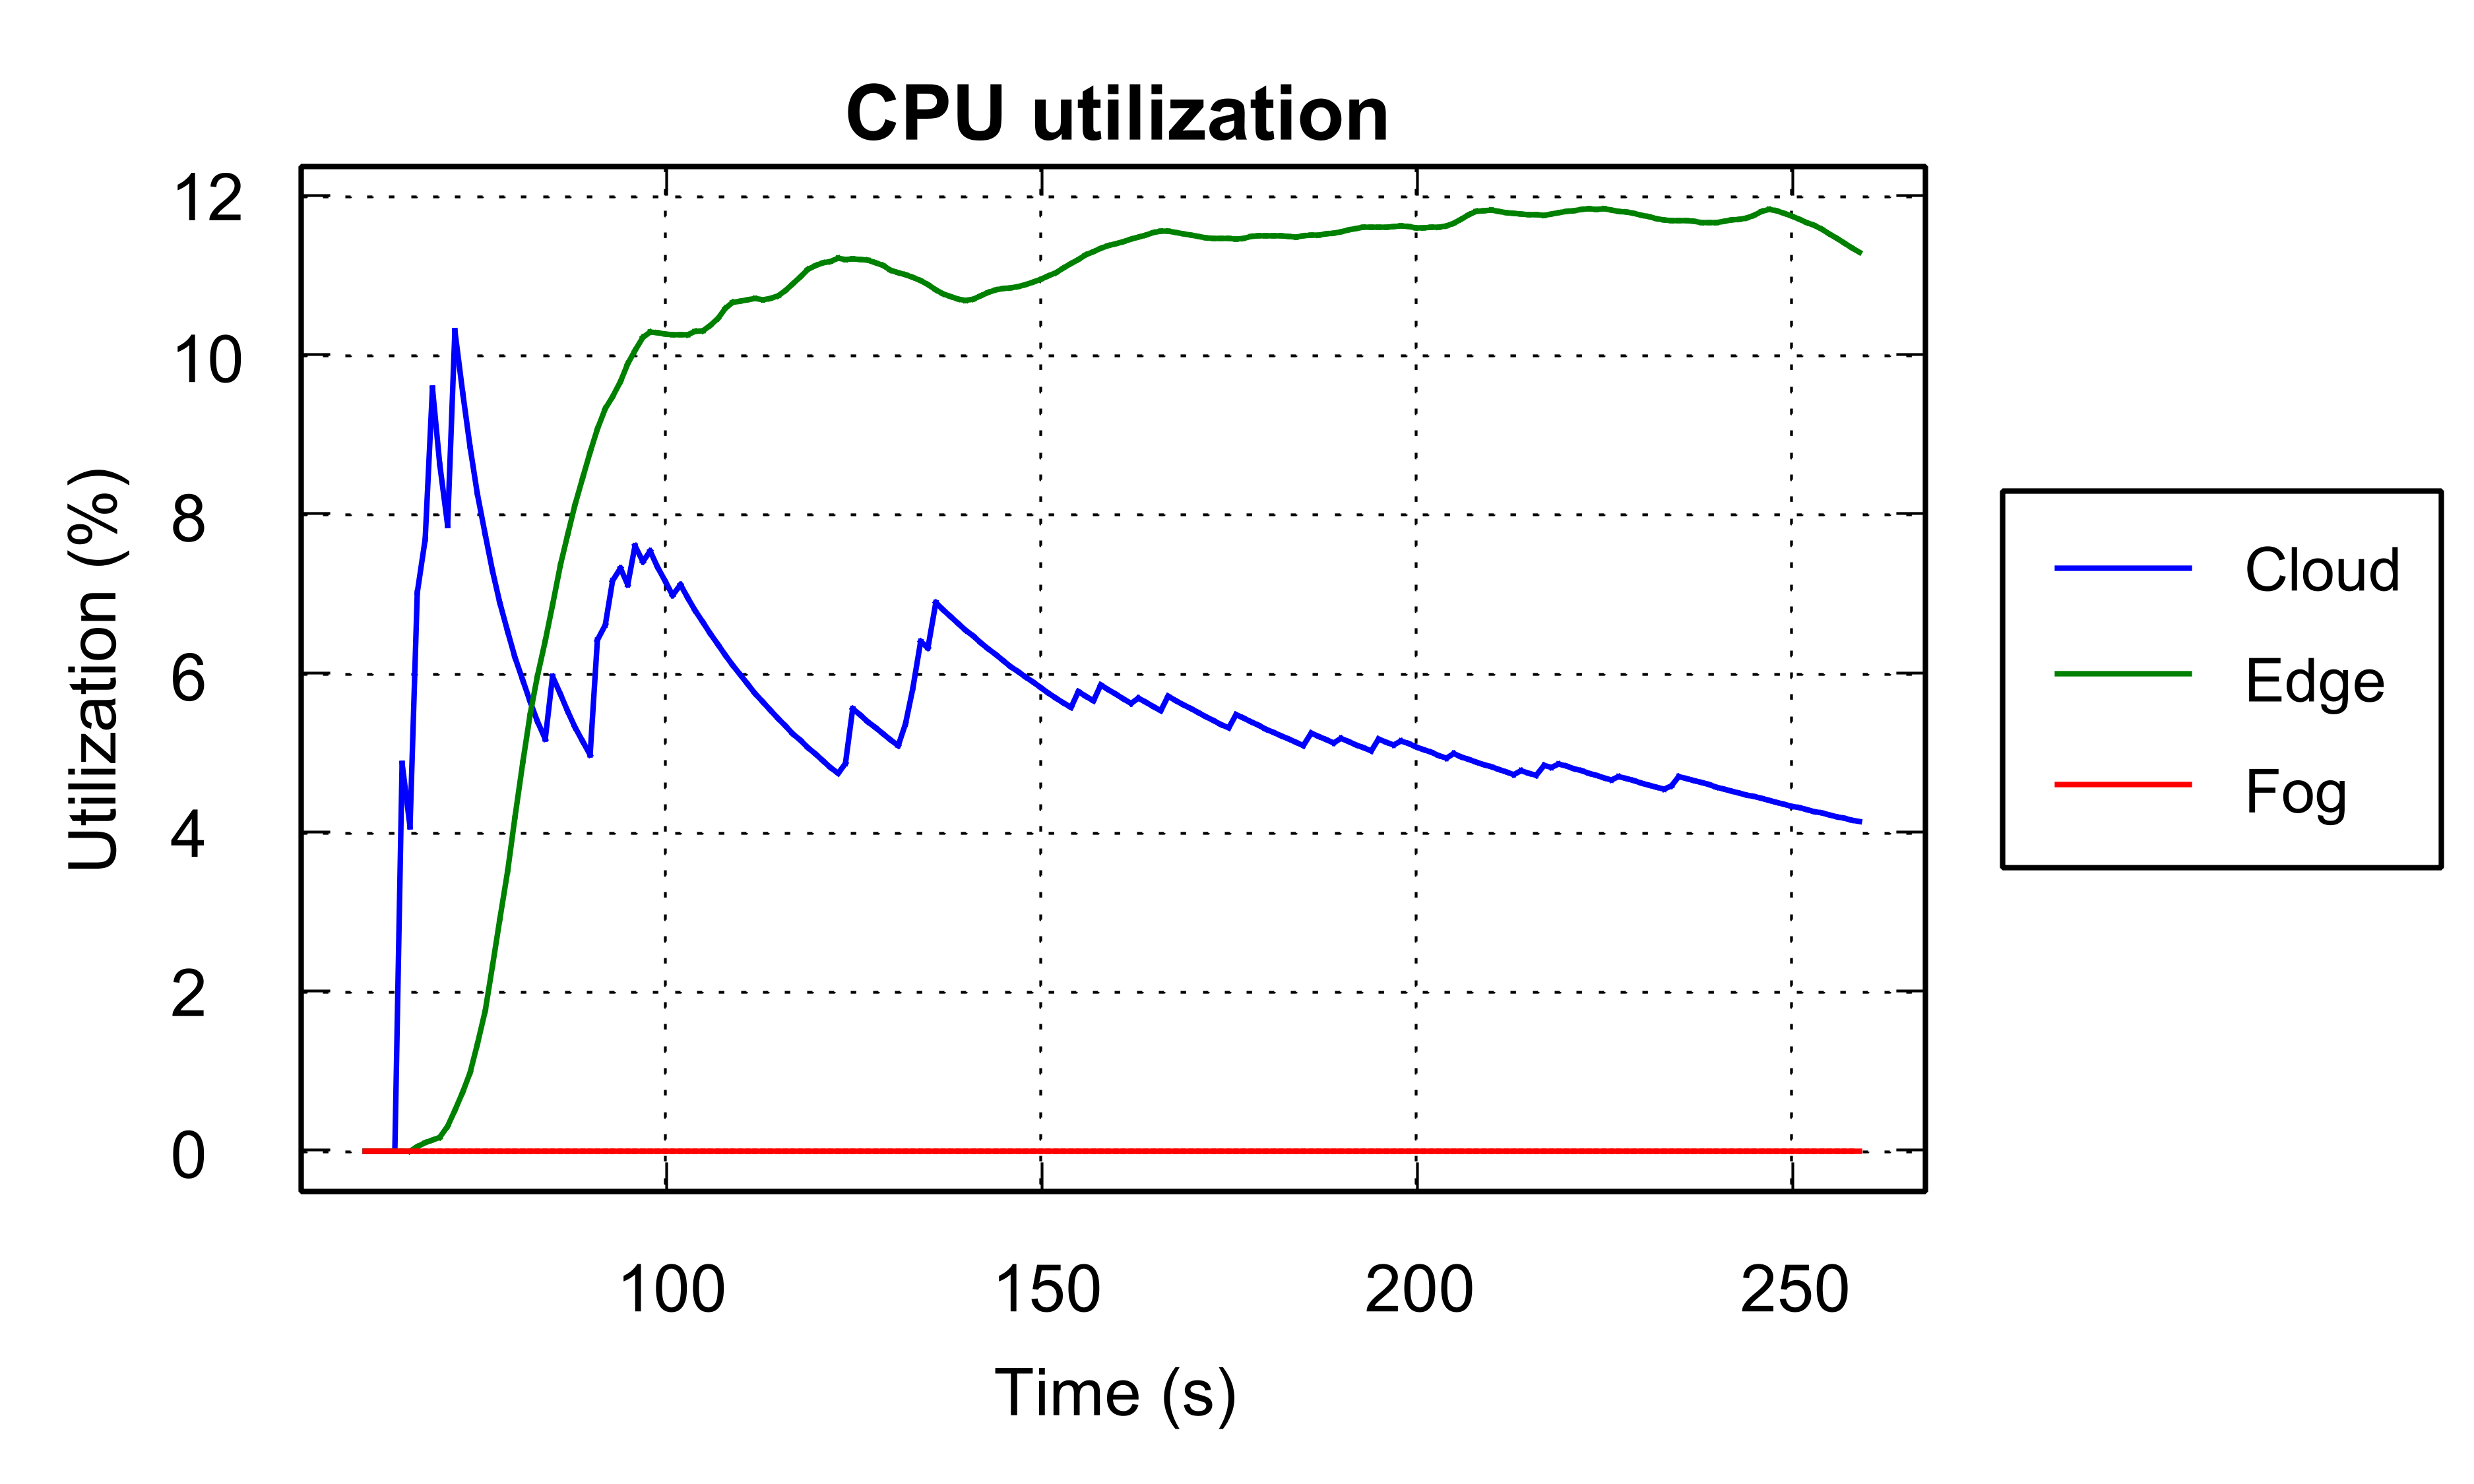 CPU utilization
12
10
8
6
4
2
0
Utilization (%)
100 150 200 250
Time (s)
Cloud
Edge
Fog